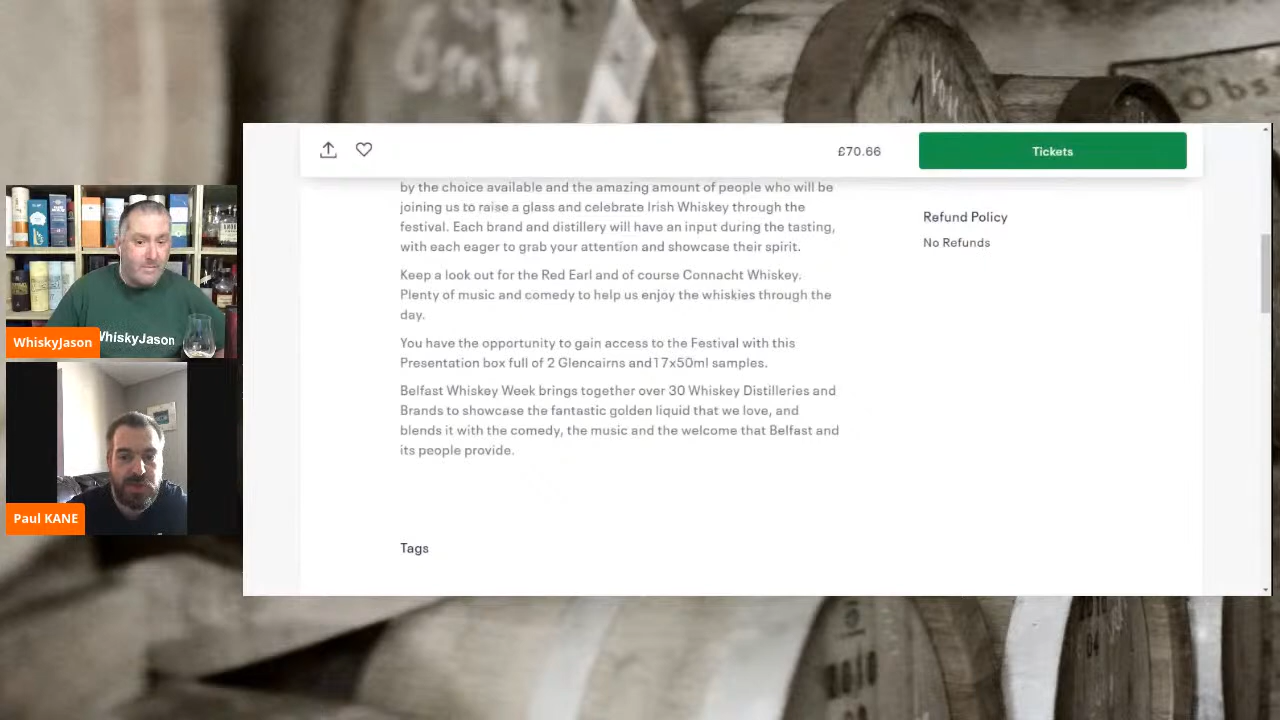 £70.66
Tickets
by the choice available and the amazing amount of people who will be
joining us to raise a glass and celebrate Irish Whiskey through the
festival. Each brand and distillery will have an input during the tasting,
with each eager to grab your attention and showcase their spirit.
Keep a look out for the Red Earl and of course Connacht Whiskey.
Plenty of music and comedy to help us enjoy the whiskies through the
day.
You have the opportunity to gain access to the Festival with this
Presentation box full of 2 Glencairns and17x50ml samples.
Belfast Whiskey Week brings together over 30 Whiskey Distilleries and
Brands to showcase the fantastic golden liquid that we love, and
blends it with the comedy, the music and the welcome that Belfast and
its people provide.
Tags
Refund Policy
No Refunds
WhiskyJason
WhiskyJason
Paul KANE